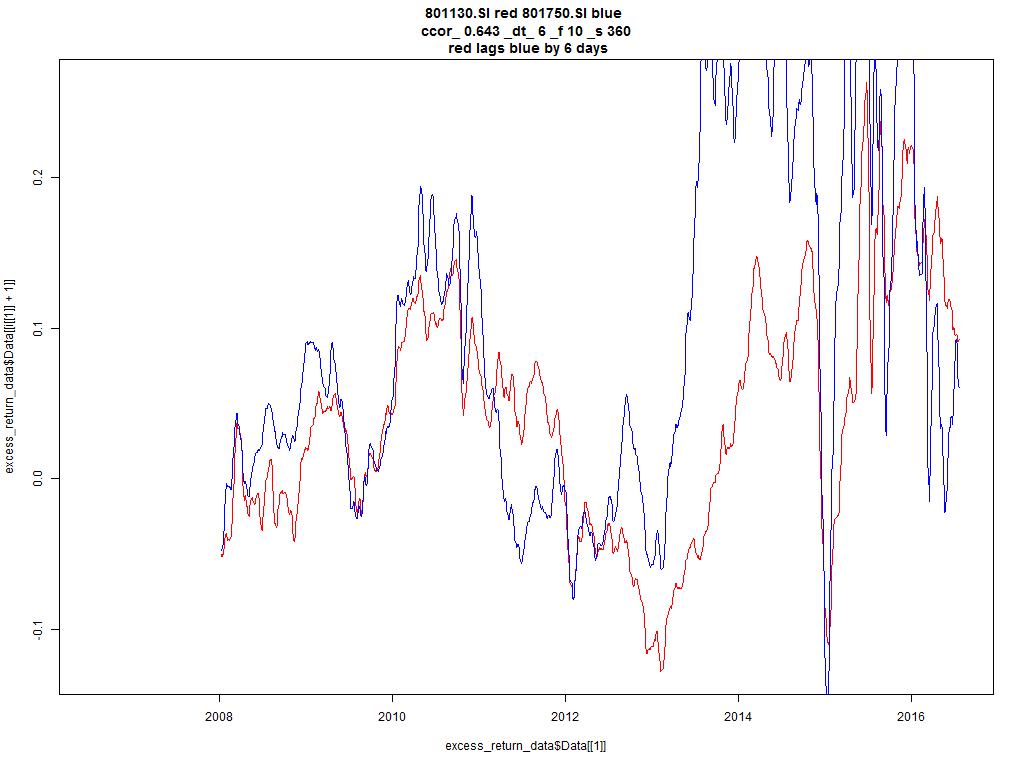 801130.SI red 801750.SI blue
ccor_ 0.643 _dt_ 6 _f 10 _s 360
red lags blue by 6 days
excess_return_data$Data[[i[[1]] + 1]]
0.2
0.1
0.0
-0.1
2008 2010 2012 2014 2016
excess_return_data$Data[[1]]